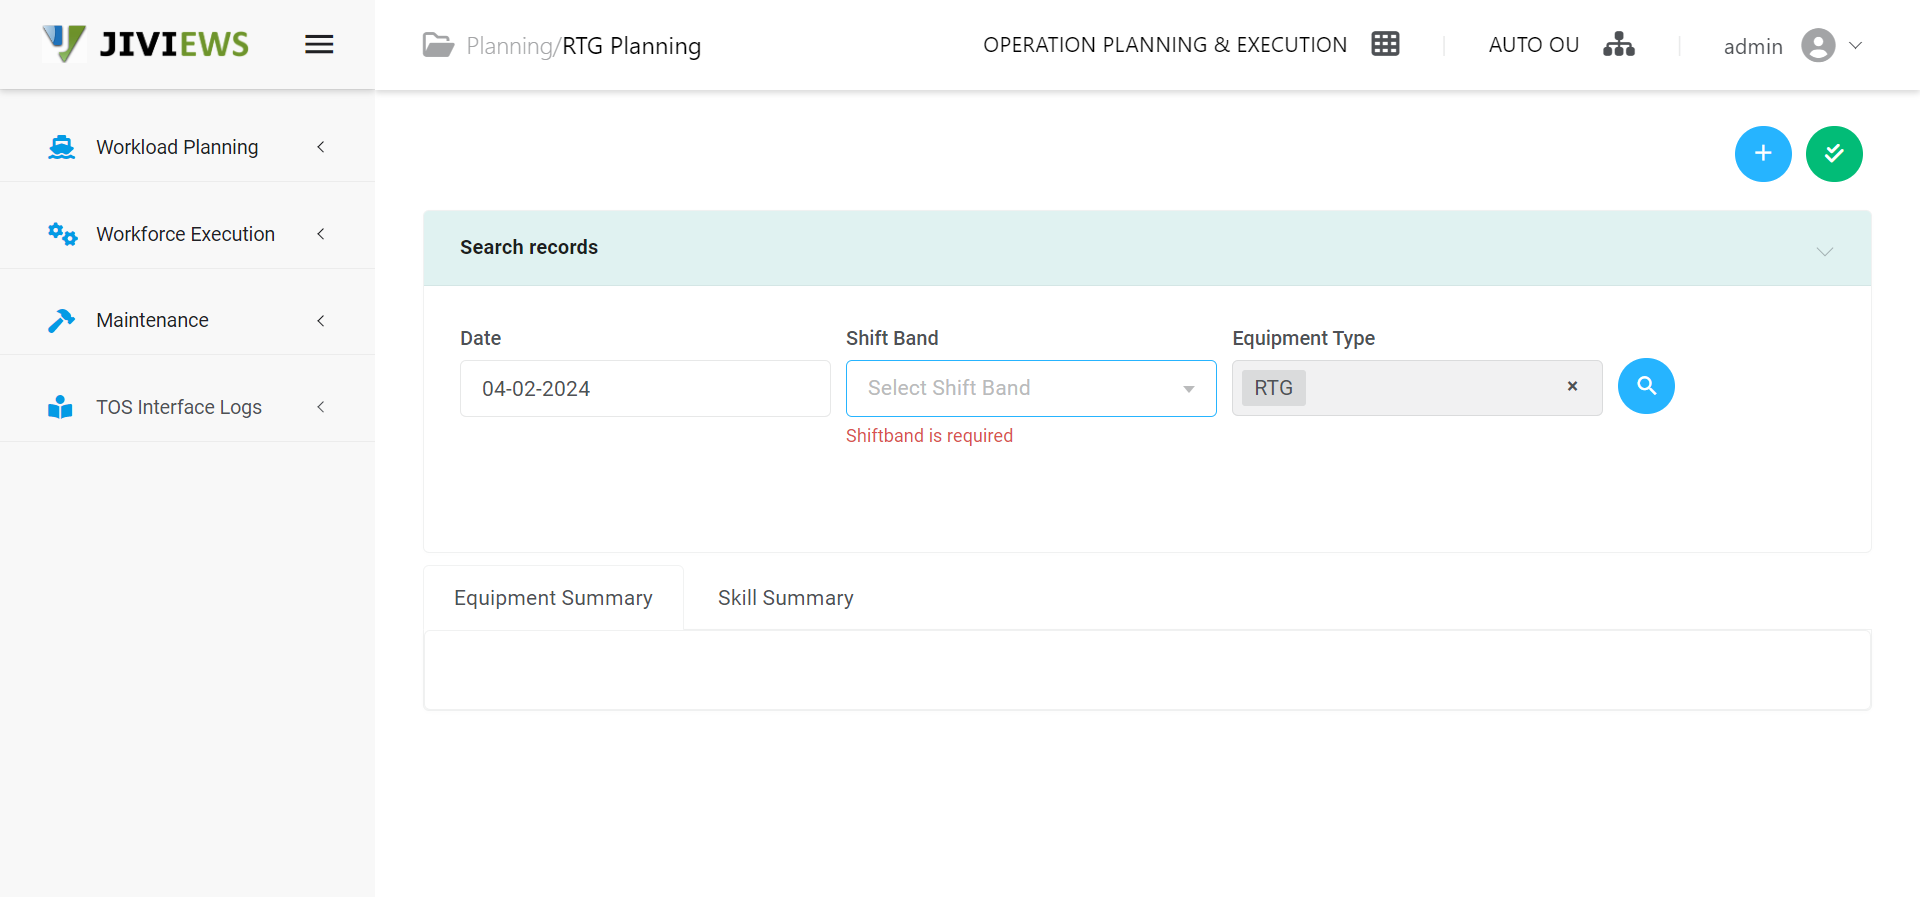 JIVIEWS
Planning/RTG Planning
OPERATION PLANNING & EXECUTION
AUTO OU
admin
Workload Planning
Workforce Execution
Maintenance
TOS Interface Logs
Search records
Date
Shift Band
Equipment Type
04-02-2024
Select Shift Band
RTG ×
Shiftband is required
Equipment Summary
Skill Summary